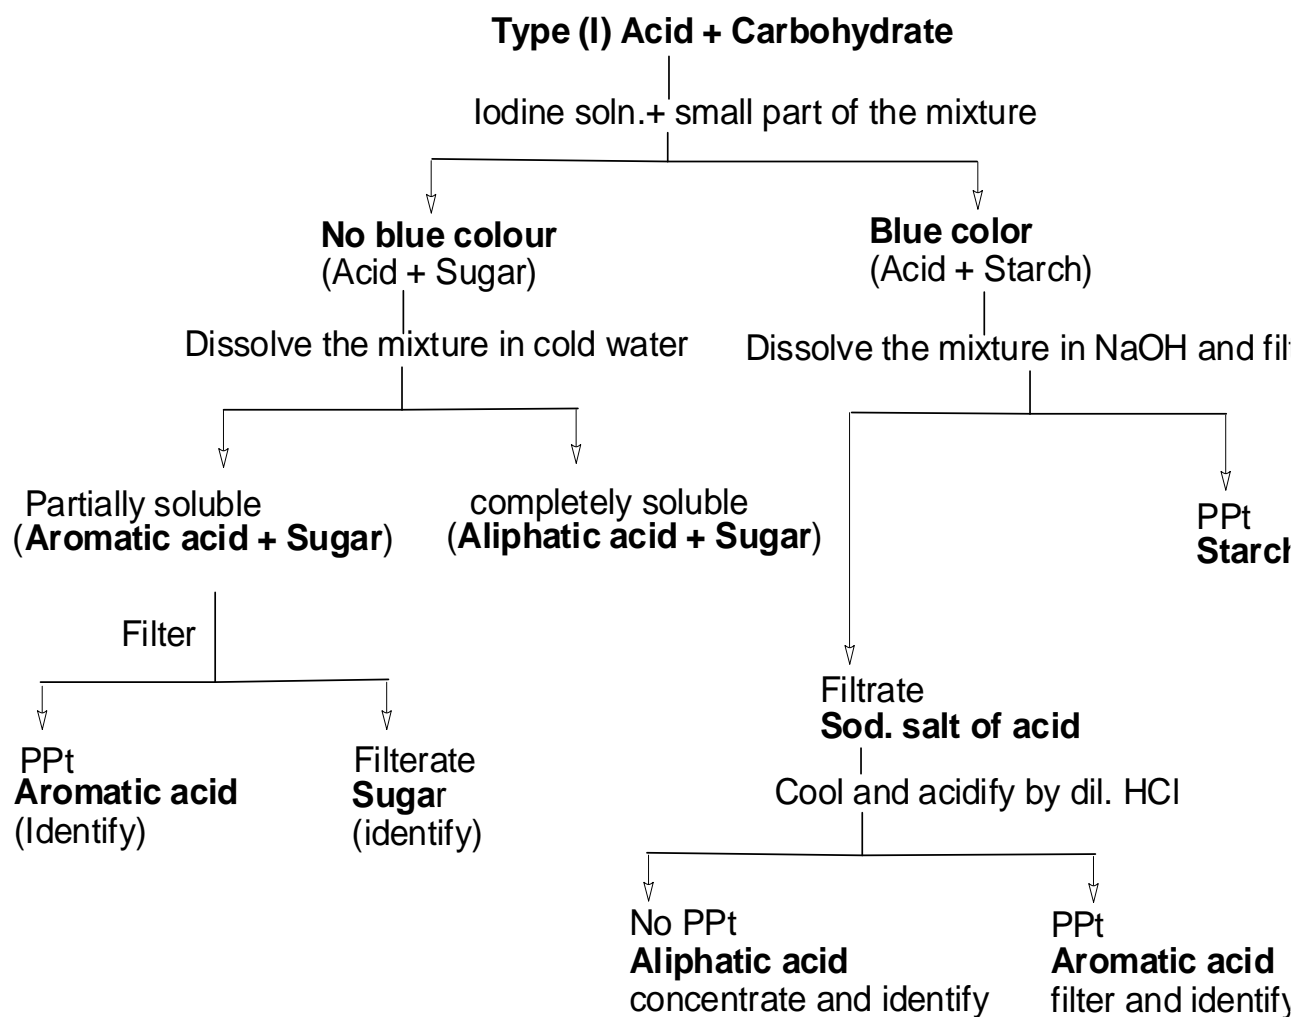 Type (I) Acid + Carbohydrate
Iodine soln.+ small part of the mixture
No blue colour
(Acid + Sugar)
Blue color
(Acid + Starch)
Dissolve the mixture in cold water
Dissolve the mixture in NaOH and fil
Partially soluble
(Aromatic acid + Sugar)
completely soluble
(Aliphatic acid + Sugar)
PPt
Starch
Filter
PPt
Aromatic acid
(Identify)
Filterate
Sugar
(identify)
Filtrate
Sod. salt of acid
Cool and acidify by dil. HCl
No PPt
Aliphatic acid
concentrate and identify
PPt
Aromatic acid
filter and identify